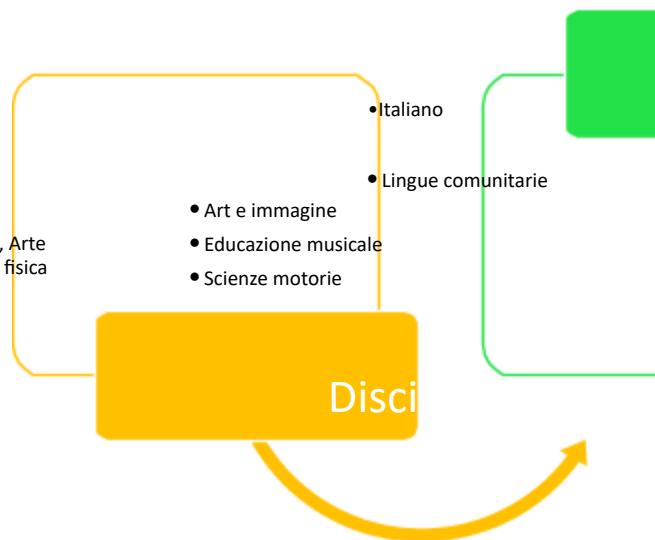 •Italiano
• Lingue comunitarie
• Art e immagine
• Educazione musicale
• Scienze motorie
, Arte
fisica
Disci